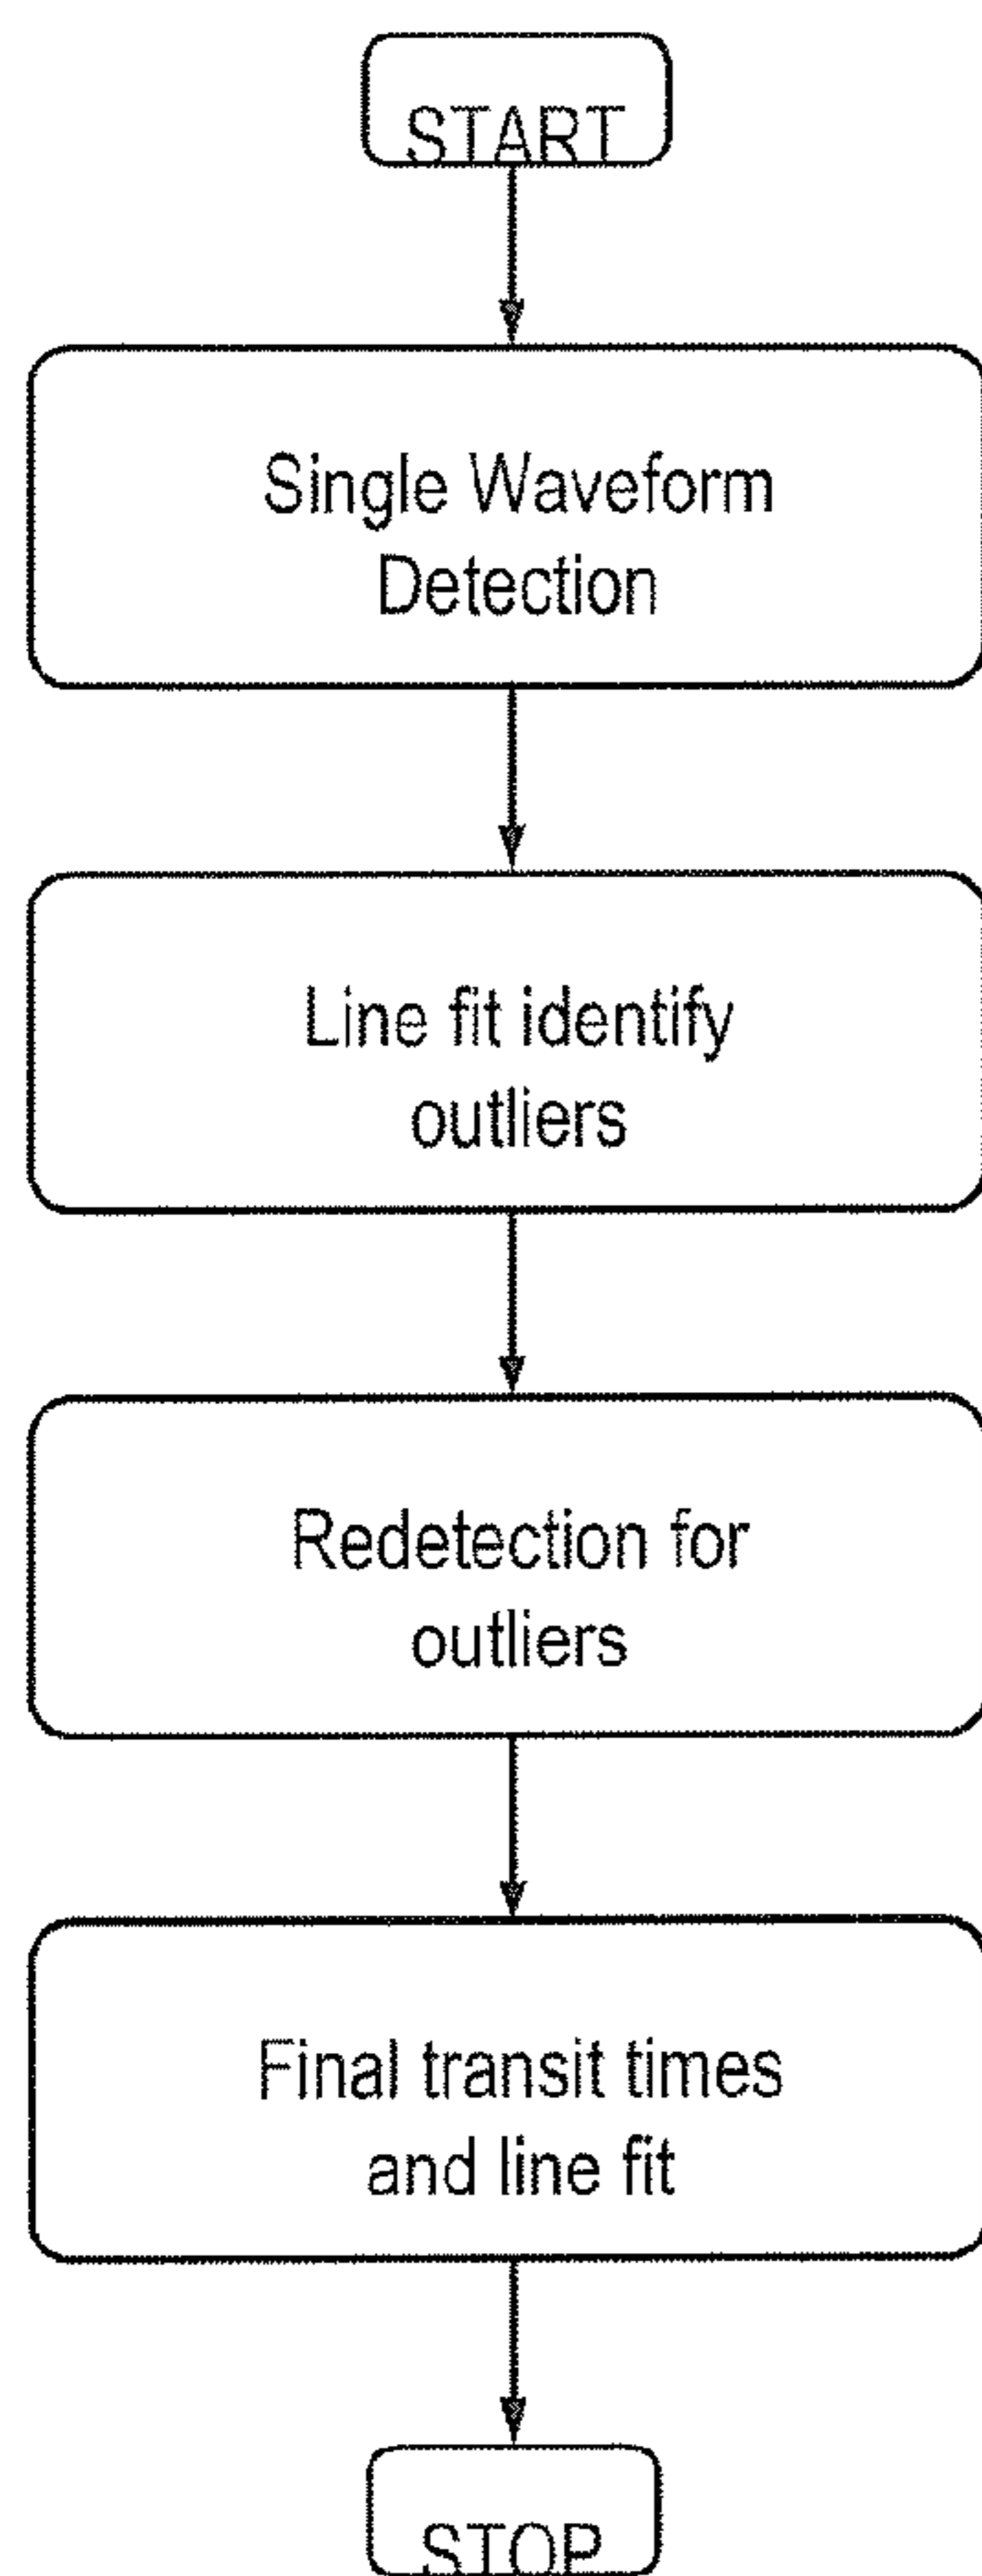 START
Single Waveform
Detection
Line fit identify
outliers
Redetection for
outliers
Final transit times
and line fit
STOP